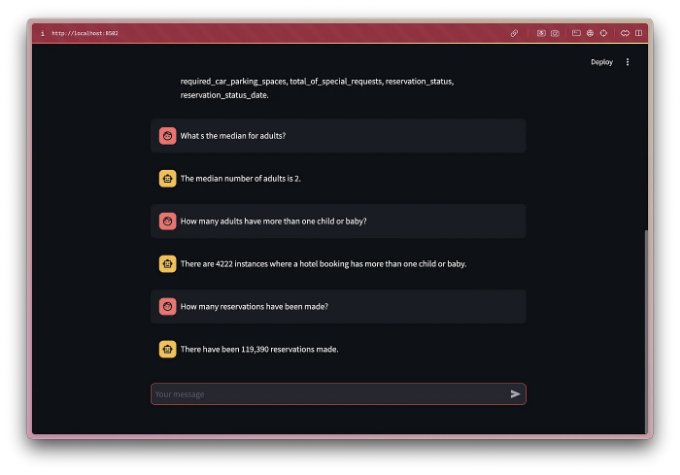 http://localhost:8502
Deploy
required_car_parking_spaces, total_of_special_requests, reservation_status,
reservation_status_date.
What s the median for adults?
The median number of adults is 2.
How many adults have more than one child or baby?
There are 4222 instances where a hotel booking has more than one child or baby.
How many reservations have been made?
There have been 119,390 reservations made.
Your message